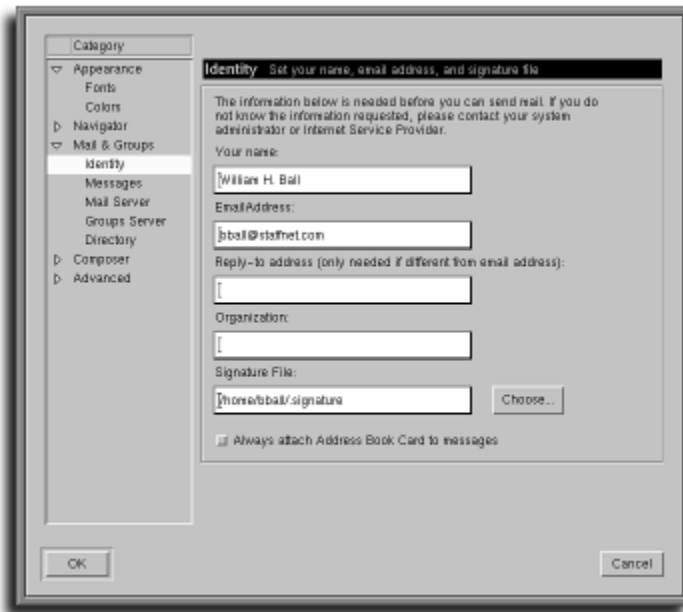 Category
Appearance
Fonts
Colors
Navigator
Mail & Groups
Identity
Messages
Mail Server
Groups Server
Directory
Composer
Advanced
Identity Set your name, email address, and signature file
The information below is needed before you can send mail. If you do
not know the information requested, please contact your system
administrator or Internet Service Provider.
Your name:
William H. Ball
EmailAddress:
bball@staffnet.com
Reply-to address (only needed if different from email address):
Organization:
Signature File:
/home/bball/.signature
Choose...
Always attach Address Book Card to messages
OK
Cancel